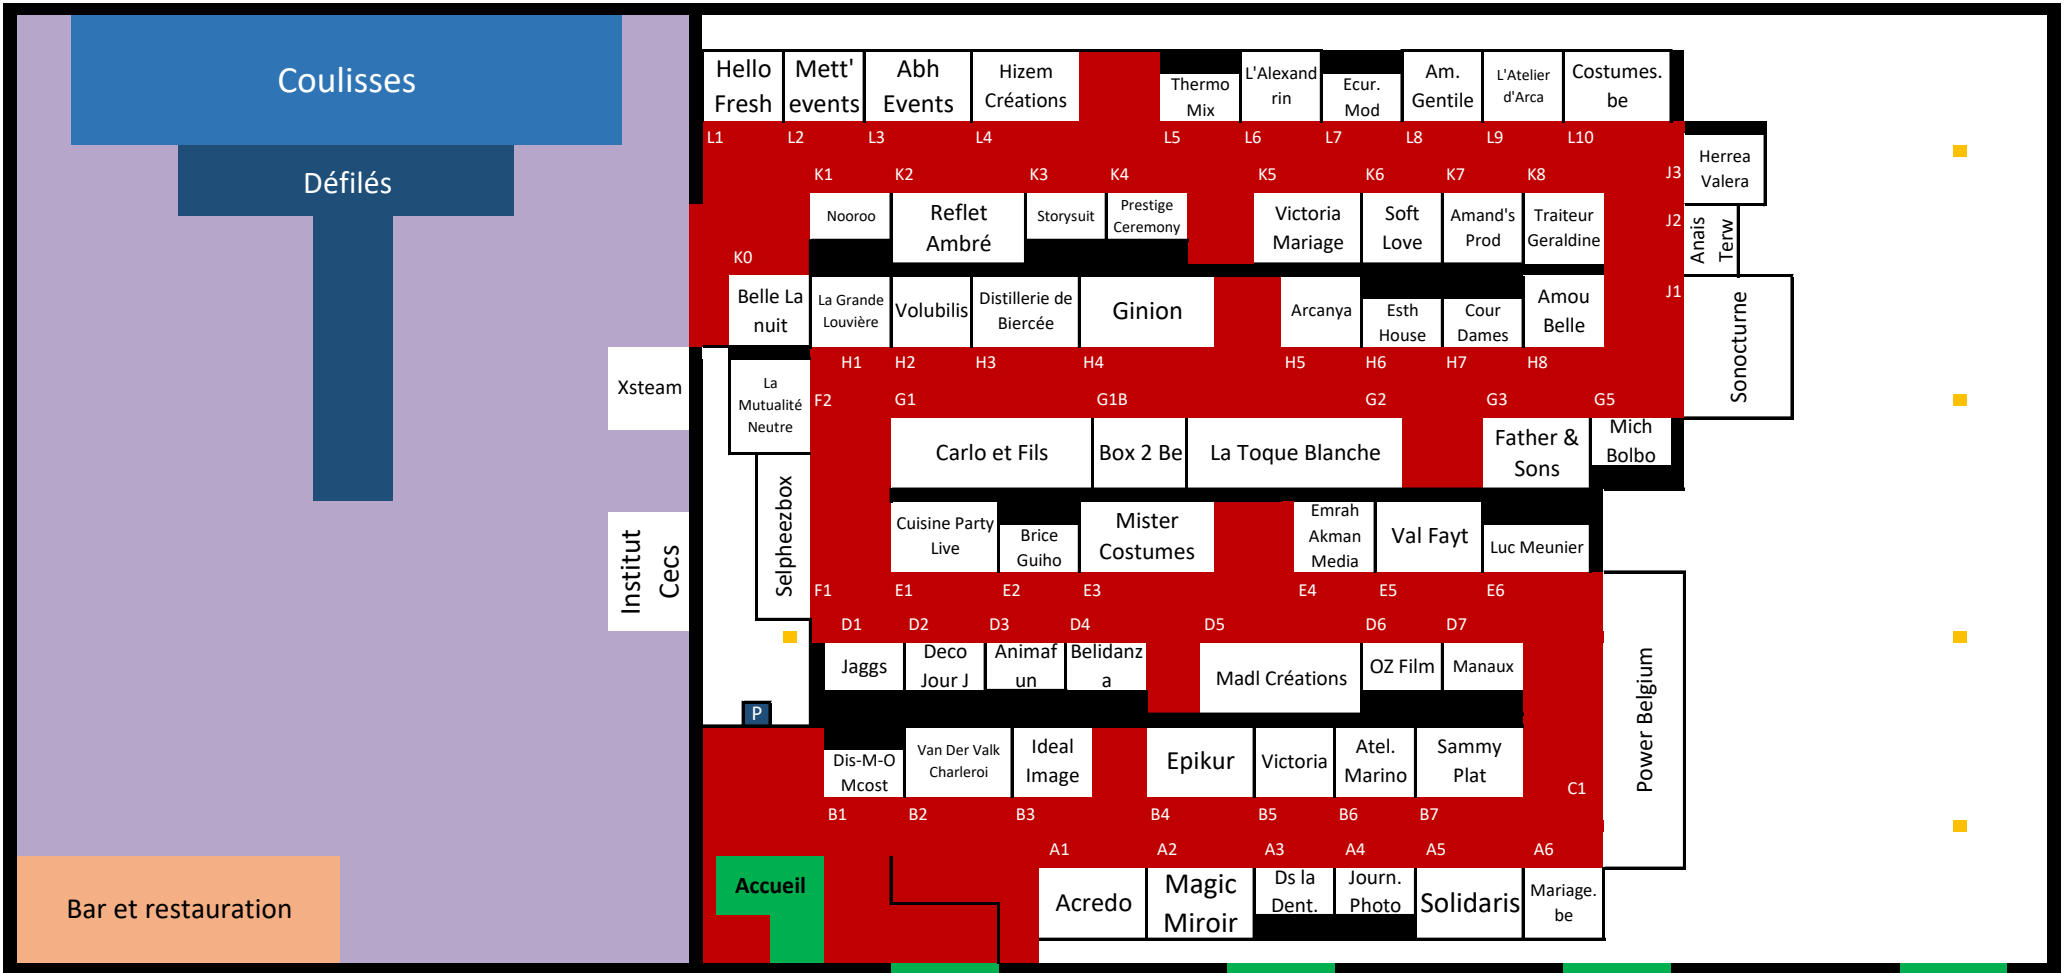 Coulisses
Défilés
Hello
Fresh
Mett'
events
Abh
Events
Hizem
Créations
Thermo
Mix
L'Alexand
rin
Ecur.
Mod
Am.
Gentile
L'Atelier
d'Arca
Costumes.
be
L1
L2
L3
L4
L5
L6
L7
L8
L9
L10
K1
K2
K3
K4
K5
K6
K7
K8
J3
Herrea
Valera
Nooroo
Reflet
Ambré
Storysuit
Prestige
Ceremony
Victoria
Mariage
Soft
Love
Amand's
Prod
Traiteur
Geraldine
J2
Anais
Terw
K0
Belle La
nuit
La Grande
Louvière
Volubilis
Distillerie de
Biercée
Ginion
Arcanya
Esth
House
Cour
Dames
Amou
Belle
J1
Sonocturne
H1
H2
H3
H4
H5
H6
H7
H8
Xsteam
La
Mutualité
Neutre
F2
G1
G1B
G2
G3
G5
Carlo et Fils
Box 2 Be
La Toque Blanche
Father &
Sons
Mich
Bolbo
Institut
Cecs
Selpheezbox
Cuisine Party
Live
Brice
Guiho
Mister
Costumes
Emrah
Akman
Media
Val Fayt
Luc Meunier
F1
E1
E2
E3
E4
E5
E6
D1
D2
D3
D4
D5
D6
D7
Jaggs
Deco
Jour J
Animaf
un
Belidanz
a
Madl Créations
OZ Film
Manaux
Power Belgium
P
Dis-M-O
Mcost
Van Der Valk
Charleroi
Ideal
Image
Epikur
Victoria
Atel.
Marino
Sammy
Plat
C1
B1
B2
B3
B4
B5
B6
B7
A1
A2
A3
A4
A5
A6
Bar et restauration
Accueil
Acredo
Magic
Miroir
Ds la
Dent.
Journ.
Photo
Solidaris
Mariage.
be